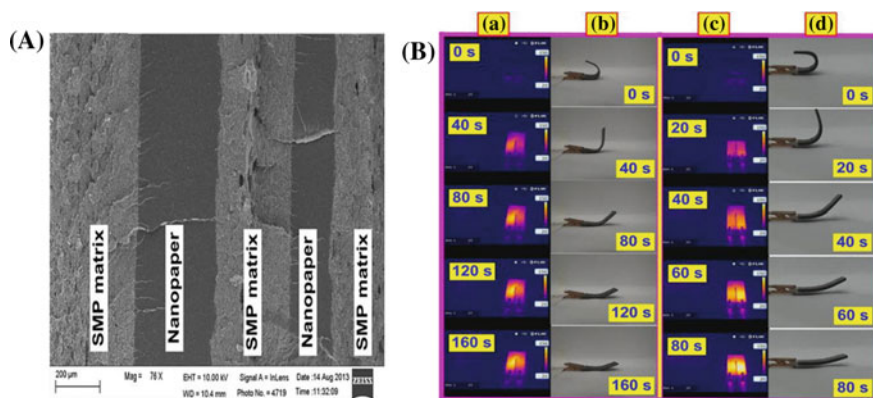 (A)
SMP matrix
Nanopaper
SMP matrix
Nanopaper
SMP matrix
200 µm
Mag = 76 X
EHT = 10.00 kV
WD = 10.4 mm
Signal A = InLens
Photo No. = 4719
Date :14 Aug 2013
Time :11:32:09
ZEISS
(B)
(a)
(b)
(c)
(d)
0 s
0 s
0 s
0 s
40 s
40 s
20 s
20 s
80 s
80 s
40 s
40 s
120 s
120 s
60 s
60 s
160 s
160 s
80 s
80 s